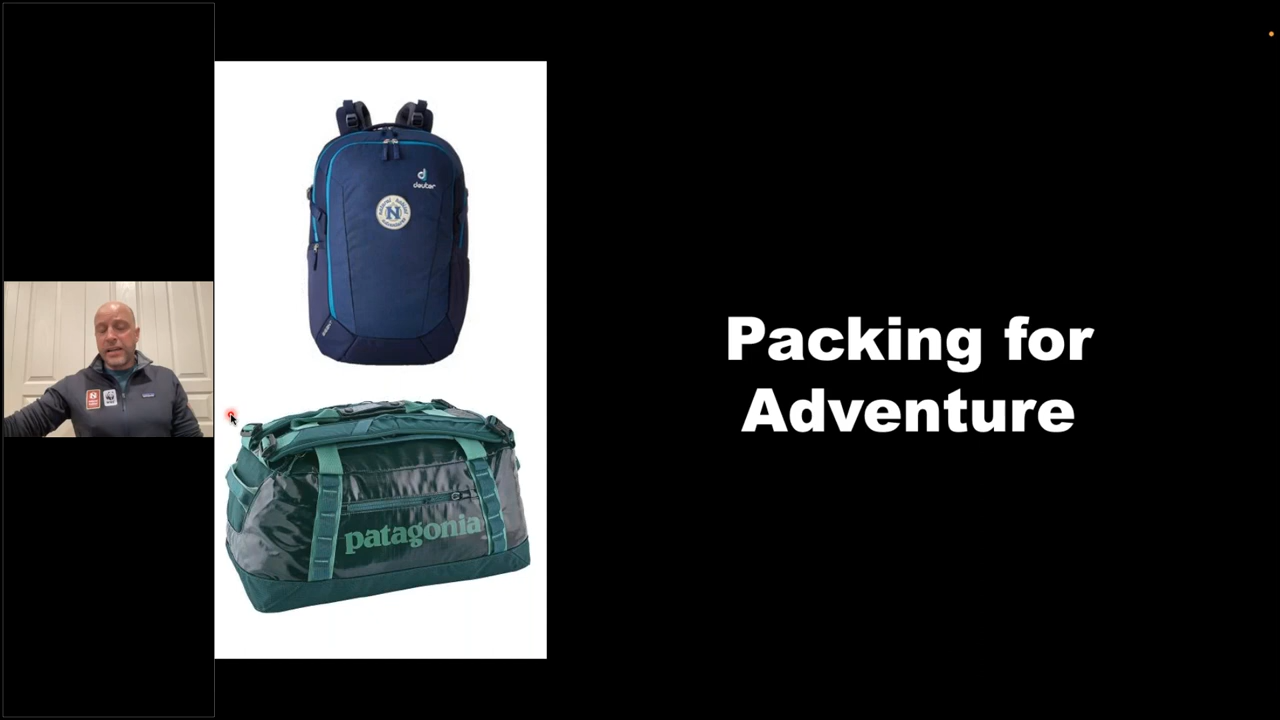 deuter
N
patagonia
Packing for
Adventure